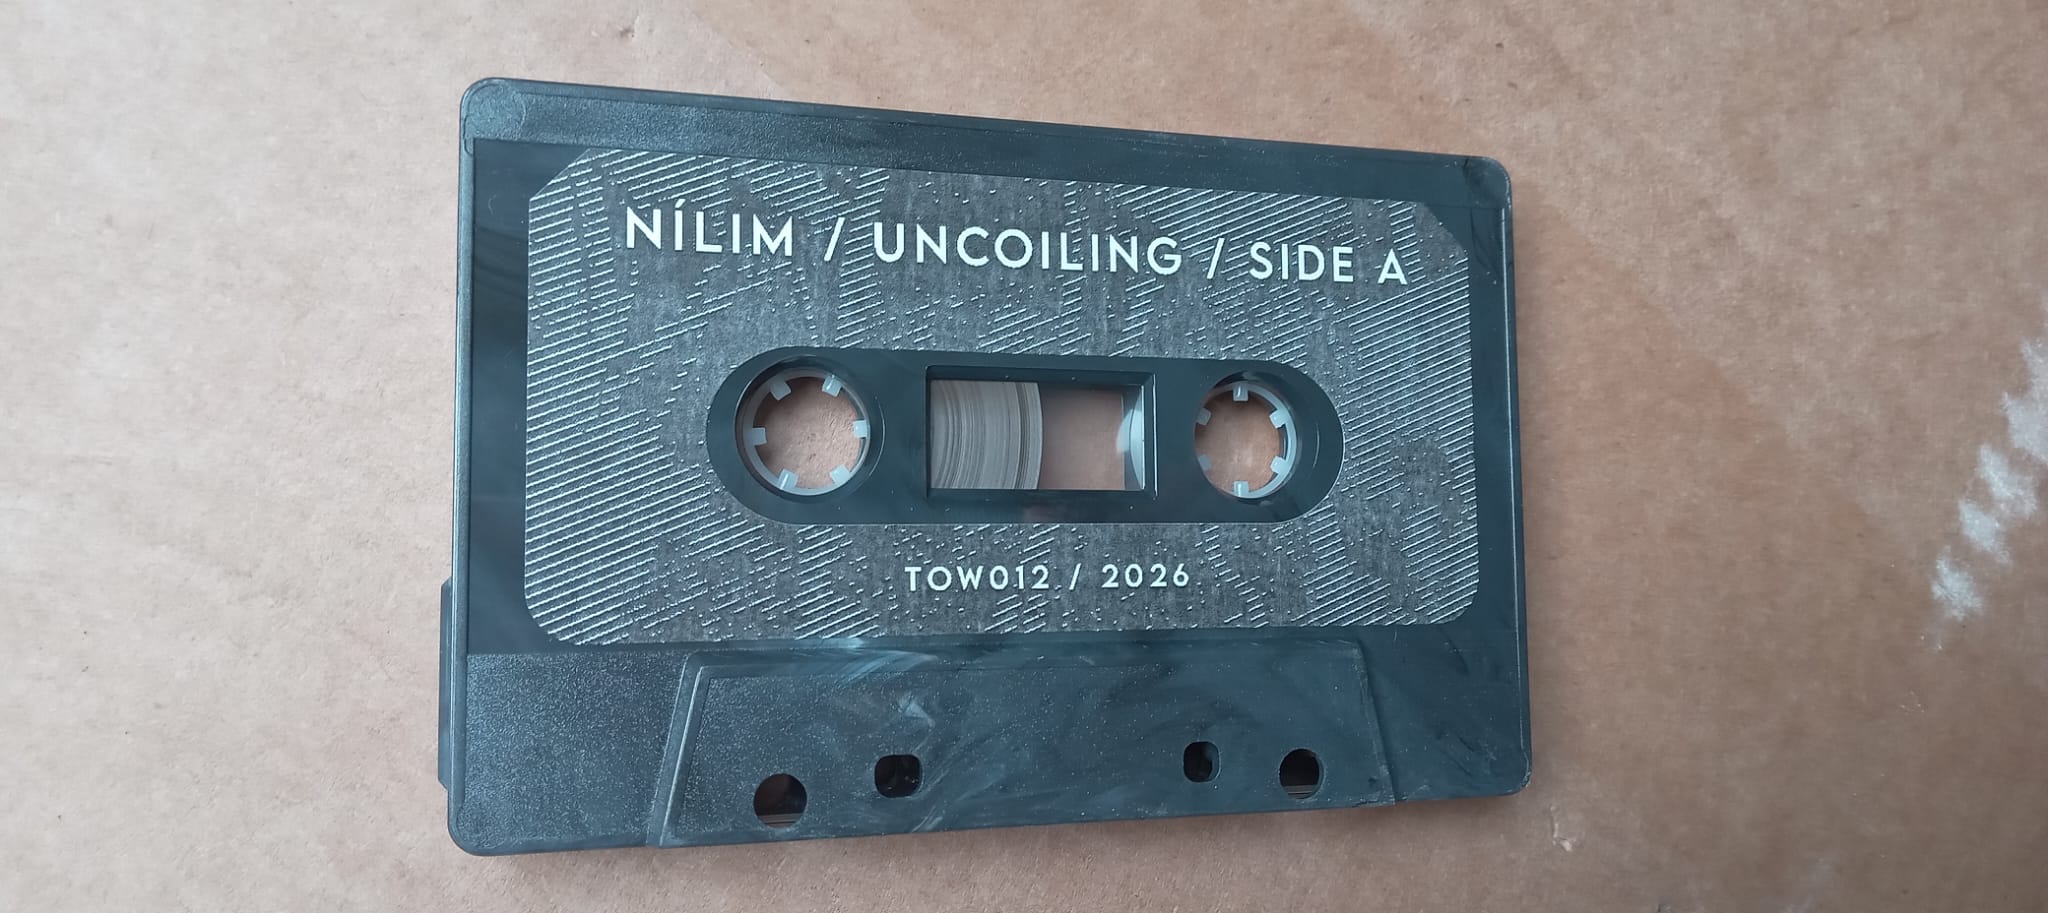 NÍLIM / UNCOILING / SIDE A
TOW012 / 2026